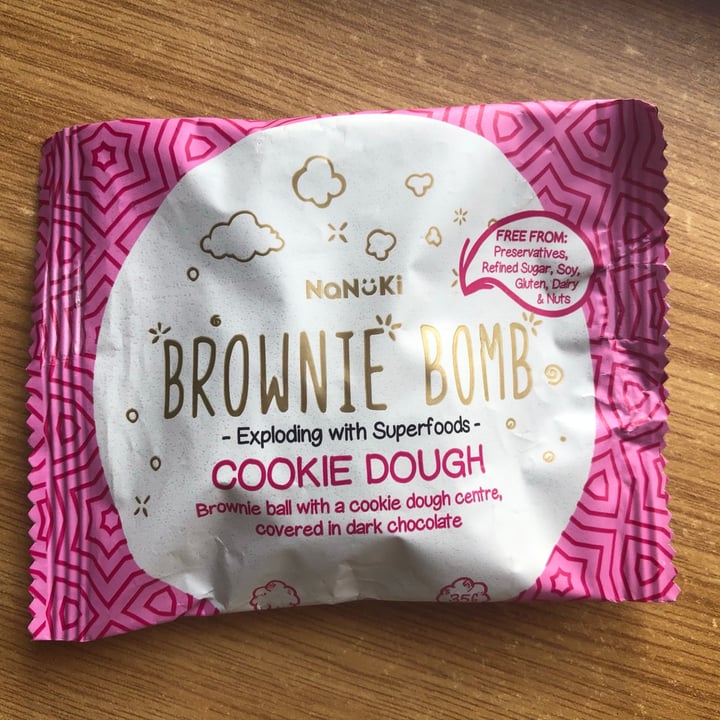 NaNüKi
BROWNIE BOMB
- Exploding with Superfoods -
COOKIE DOUGH
Brownie ball with a cookie dough centre,
covered in dark chocolate
FREE FROM:
Preservatives,
Refined Sugar, Soy,
Gluten, Dairy
& Nuts